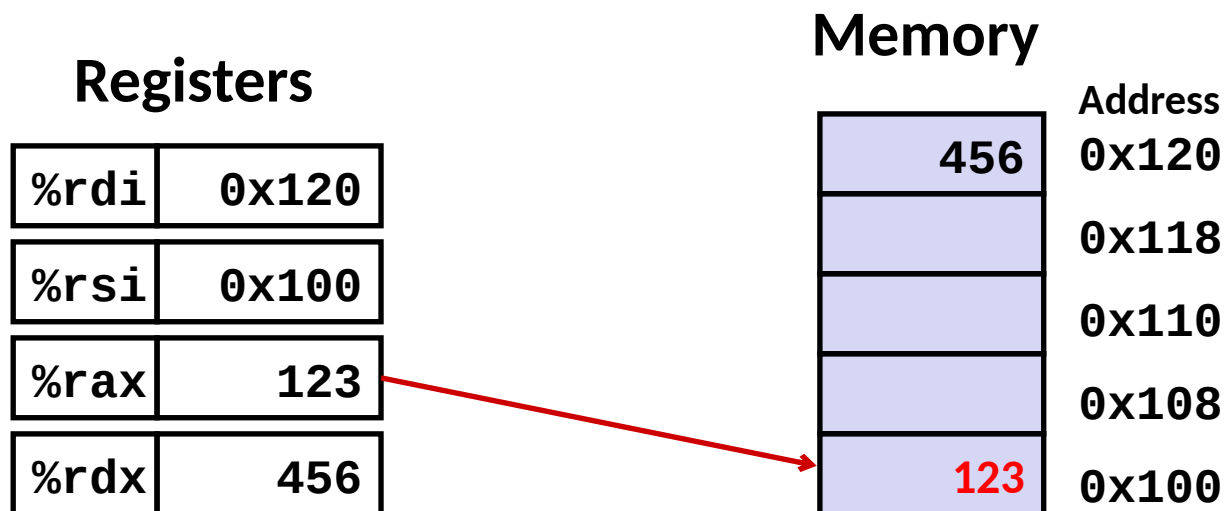 Registers
%rdi 0x120
%rsi 0x100
%rax 123
%rdx 456
Memory
Address
456 0x120
0x118
0x110
0x108
123 0x100